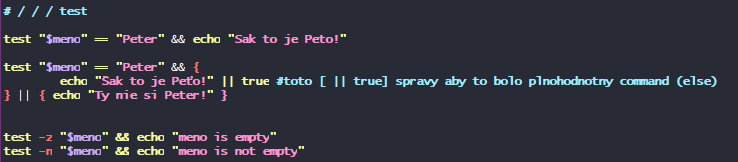 # / / / test
test "$meno" == "Peter" && echo "Sak to je Peto!"
test "$meno" == "Peter" && {
echo "Sak to je Peťo!" || true #toto [ || true] spravy aby to bolo plnohodnotny command (else)
} || { echo "Ty nie si Peter!" }
test -z "$meno" && echo "meno is empty"
test -n "$meno" && echo "meno is not empty"